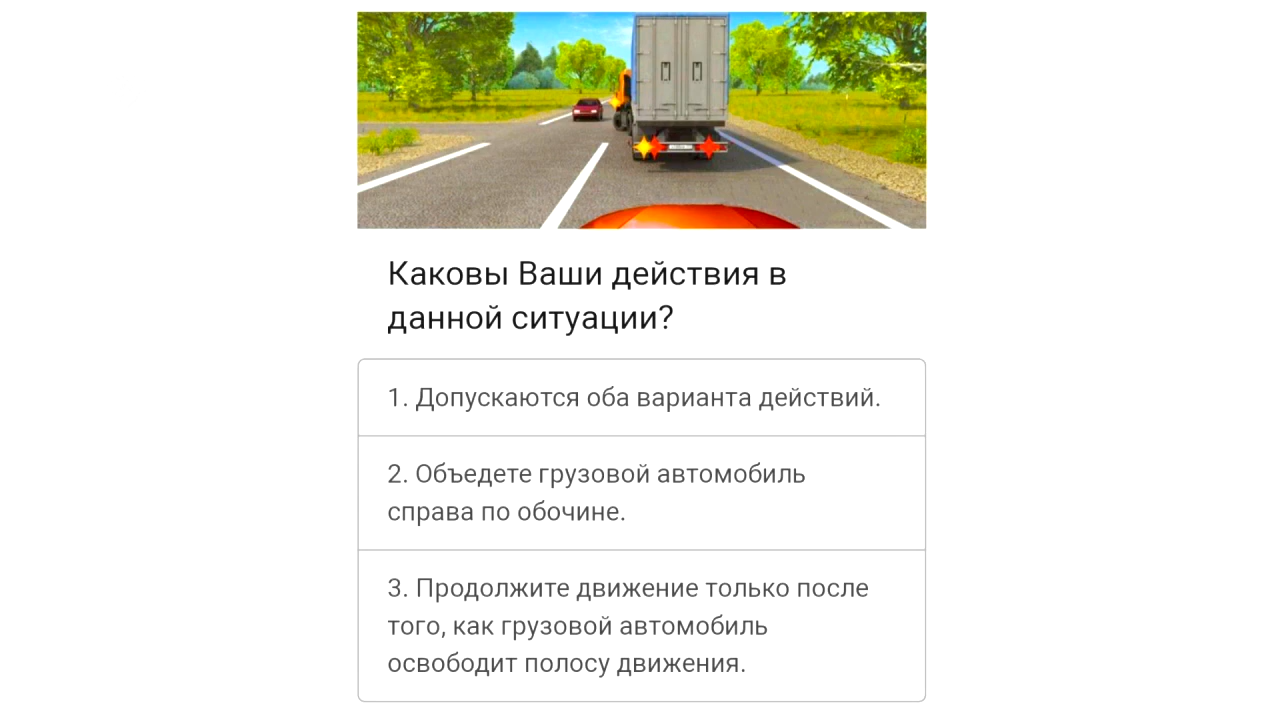 Каковы Ваши действия в
данной ситуации?
1. Допускаются оба варианта действий.
2. Объедете грузовой автомобиль
справа по обочине.
3. Продолжите движение только после
того, как грузовой автомобиль
освободит полосу движения.